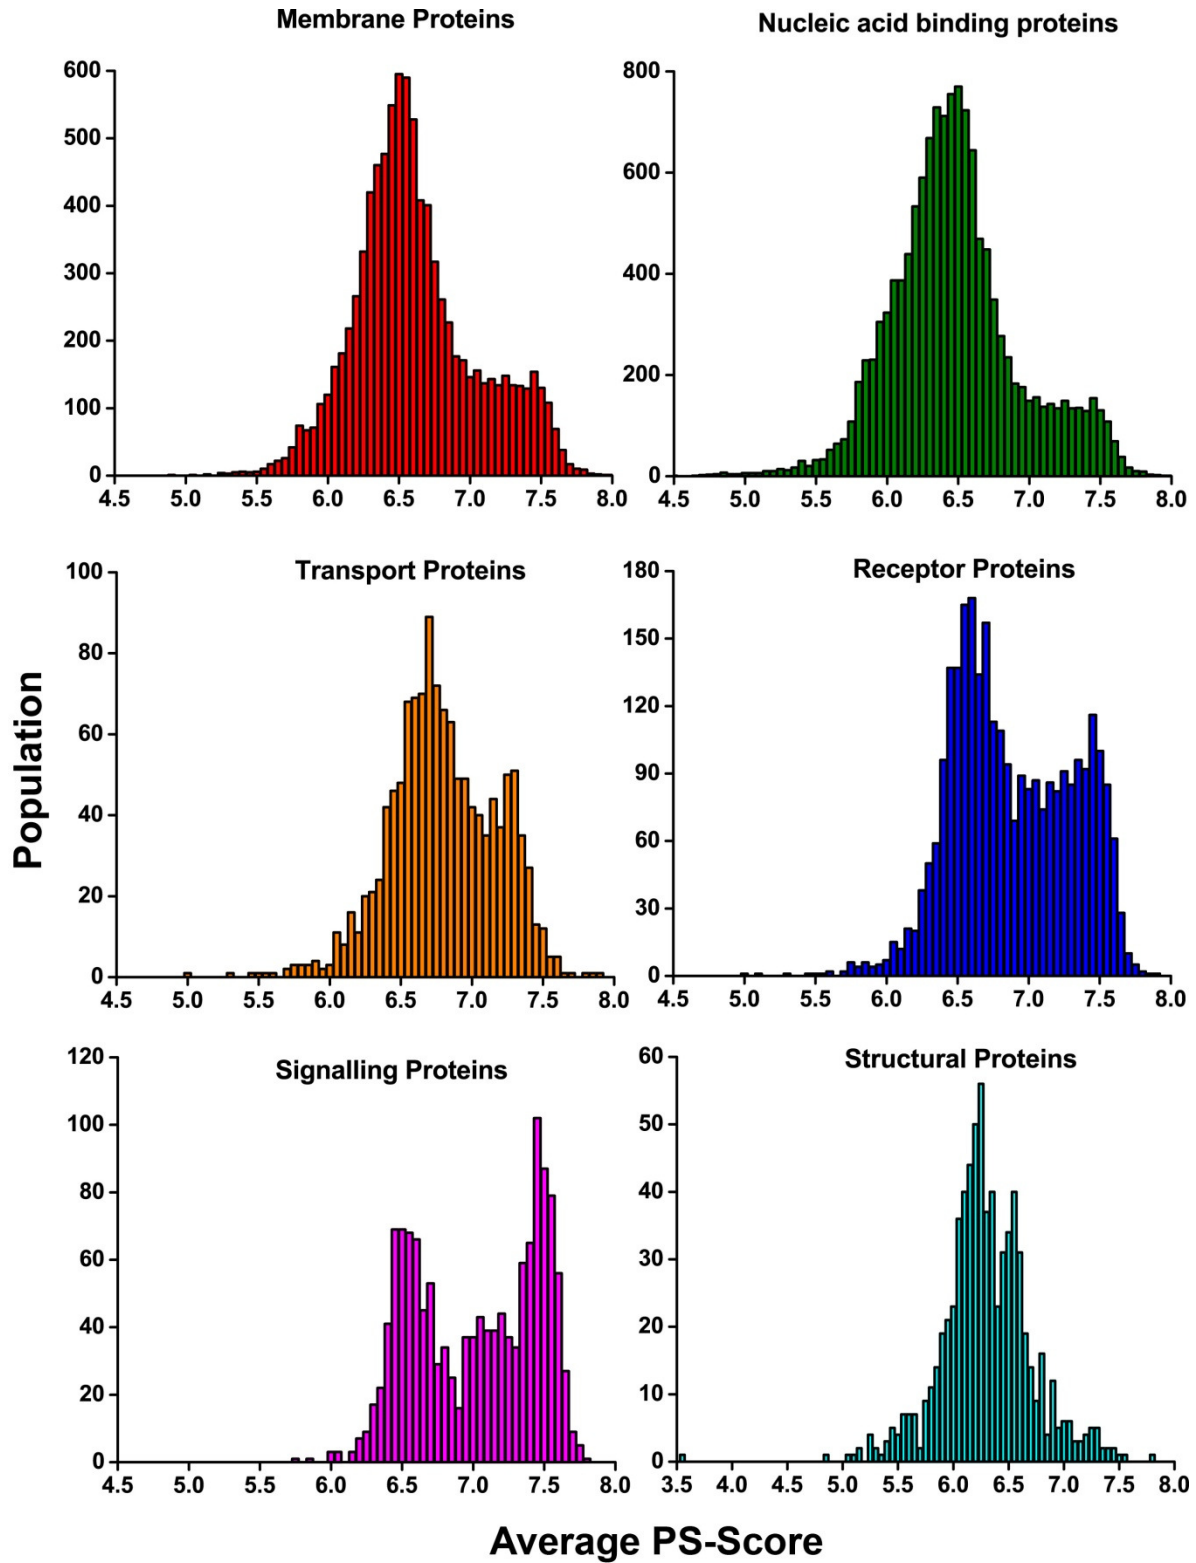 Membrane Proteins
Nucleic acid binding proteins
600
500
400
300
200
100
0
4.5 5.0 5.5 6.0 6.5 7.0 7.5 8.0
800
600
400
200
0
4.5 5.0 5.5 6.0 6.5 7.0 7.5 8.0
Transport Proteins
100
80
60
40
20
0
4.5 5.0 5.5 6.0 6.5 7.0 7.5 8.0
Receptor Proteins
180
150
120
90
60
30
0
4.5 5.0 5.5 6.0 6.5 7.0 7.5 8.0
Population
Signalling Proteins
120
100
80
60
40
20
0
4.5 5.0 5.5 6.0 6.5 7.0 7.5 8.0
Structural Proteins
60
50
40
30
20
10
0
3.5 4.0 4.5 5.0 5.5 6.0 6.5 7.0 7.5 8.0
Average PS-Score